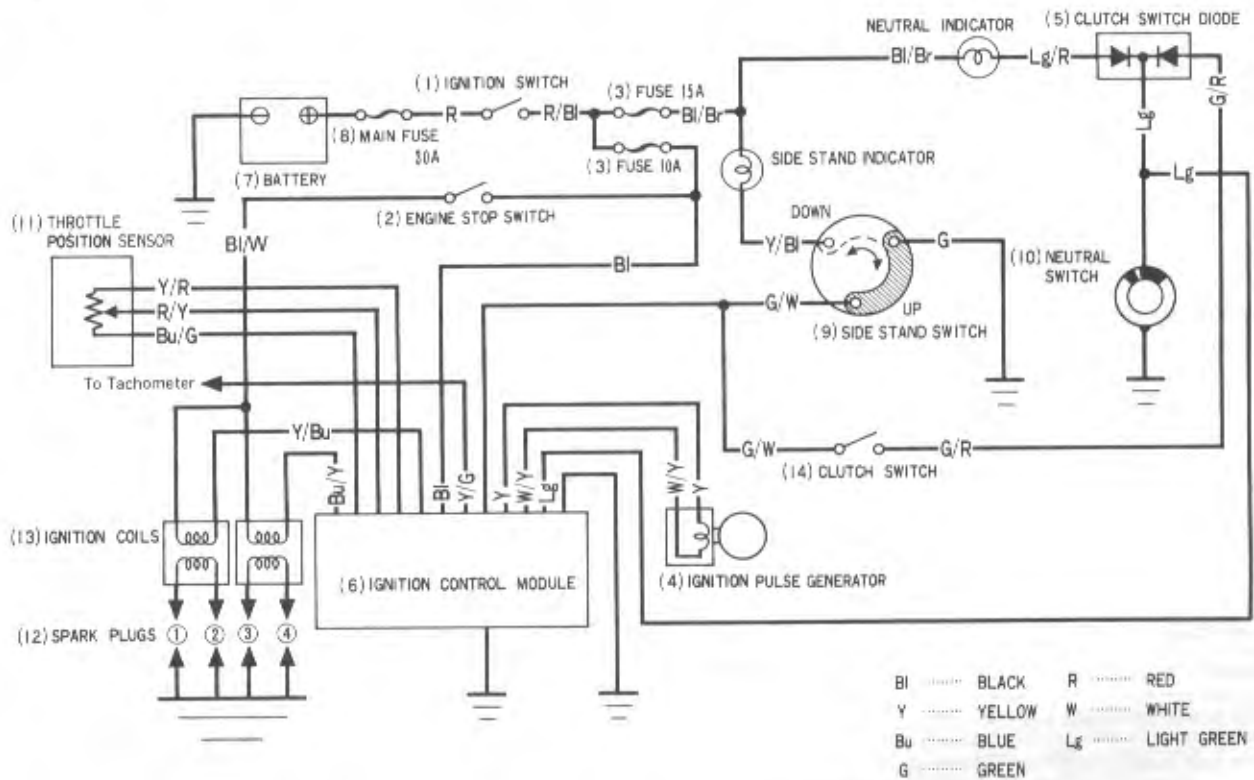 NEUTRAL INDICATOR
(5) CLUTCH SWITCH DIODE
Bl/Br
Lg/R
G/R
(1) IGNITION SWITCH
(3) FUSE 15A
R
R/Bl
Bl/Br
Lg
(8) MAIN FUSE
30A
(3) FUSE 10A
SIDE STAND INDICATOR
Lg
(7) BATTERY
(2) ENGINE STOP SWITCH
DOWN
(11) THROTTLE
POSITION SENSOR
Bl/W
Y/Bl
G
(10) NEUTRAL
SWITCH
Bl
Y/R
R/Y
Bu/G
G/W
UP
(9) SIDE STAND SWITCH
To Tachometer
Y/Bu
G/W
G/R
(14) CLUTCH SWITCH
Bu/Y
Bl
Y/G
Y
W/Y
Lg
W/Y
Y
(13) IGNITION COILS
(6) IGNITION CONTROL MODULE
(4) IGNITION PULSE GENERATOR
(12) SPARK PLUGS
1 2 3 4
Bl ........ BLACK R ........ RED
Y ........ YELLOW W ........ WHITE
Bu ........ BLUE Lg ........ LIGHT GREEN
G ........ GREEN